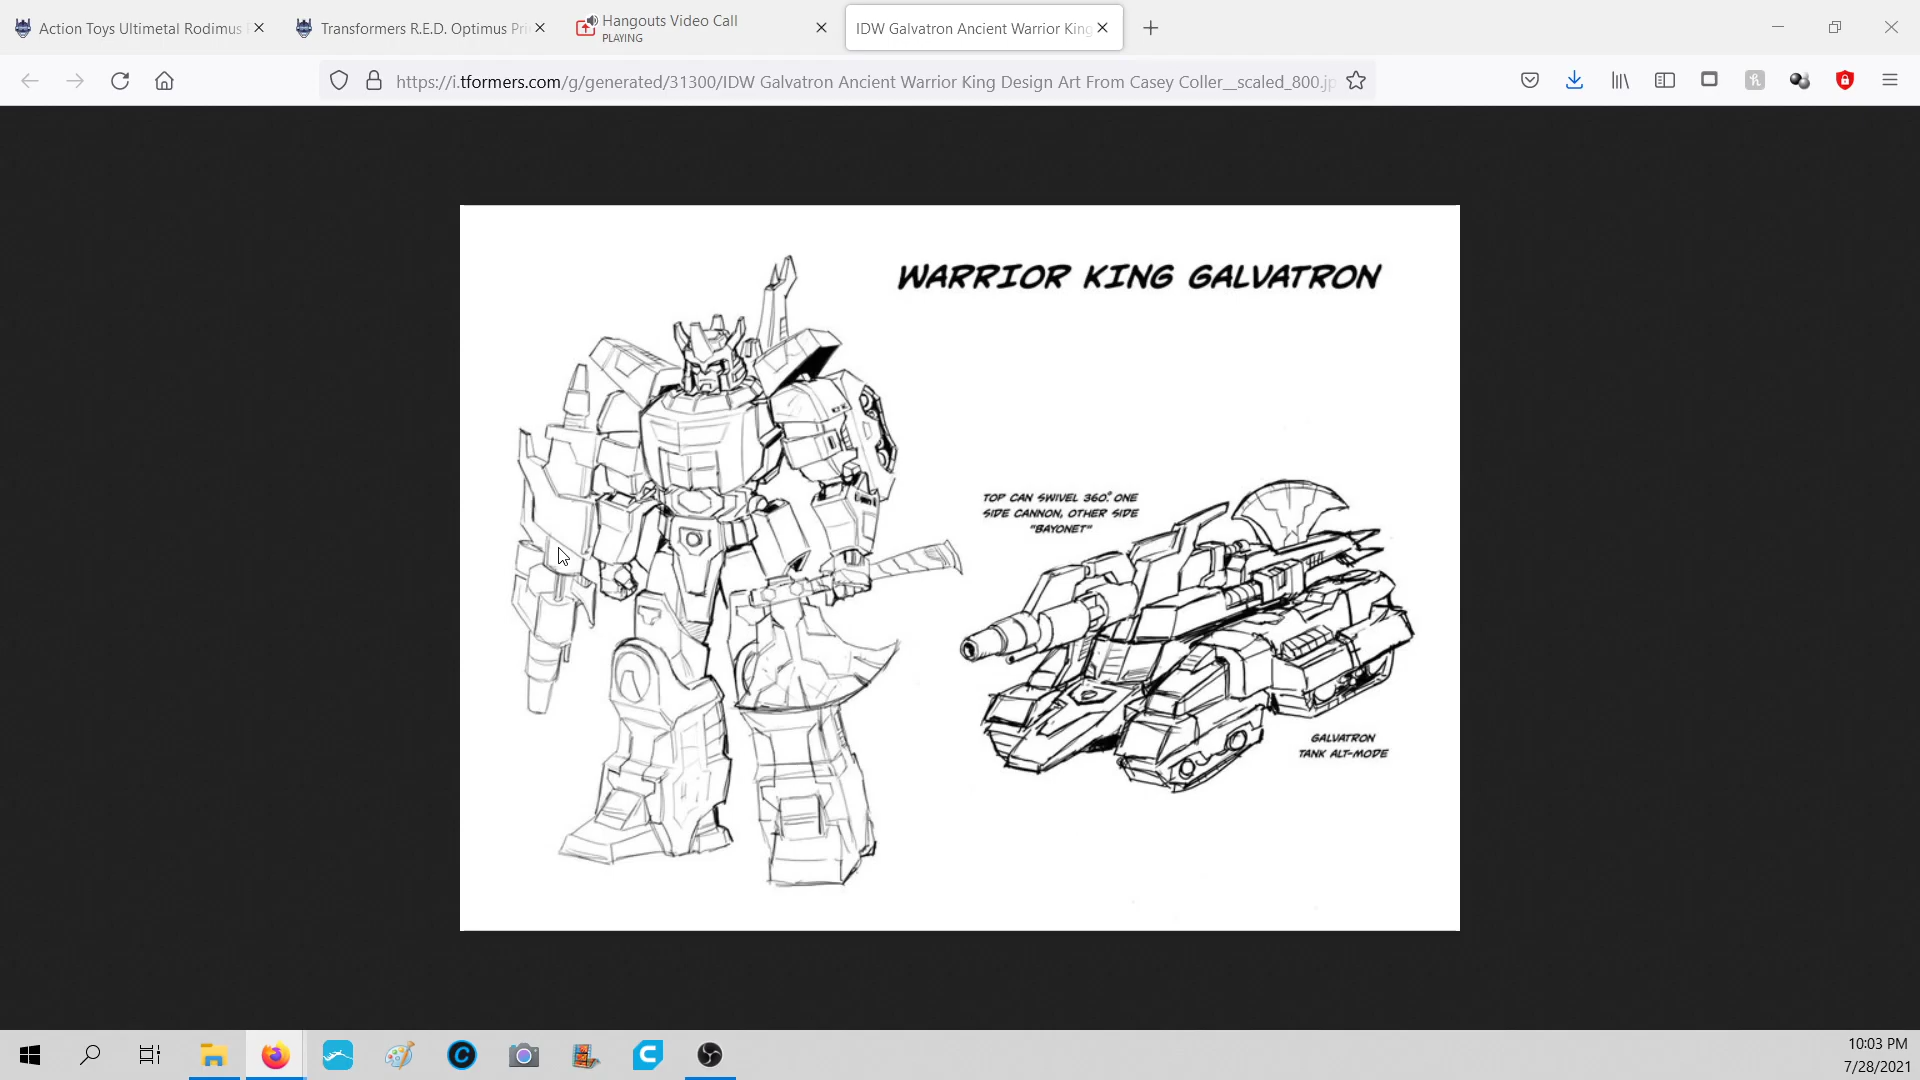 Action Toys Ultimetal Rodimus
Transformers R.E.D. Optimus Pri
Hangouts Video Call
PLAYING
IDW Galvatron Ancient Warrior King
https://i.tformers.com/g/generated/31300/IDW Galvatron Ancient Warrior King Design Art From Casey Coller__scaled_800.jp
WARRIOR KING GALVATRON
TOP CAN SWIVEL 360.° ONE
SIDE CANNON, OTHER SIDE
"BAYONET"
GALVATRON
TANK ALT-MODE
10:03 PM
7/28/2021